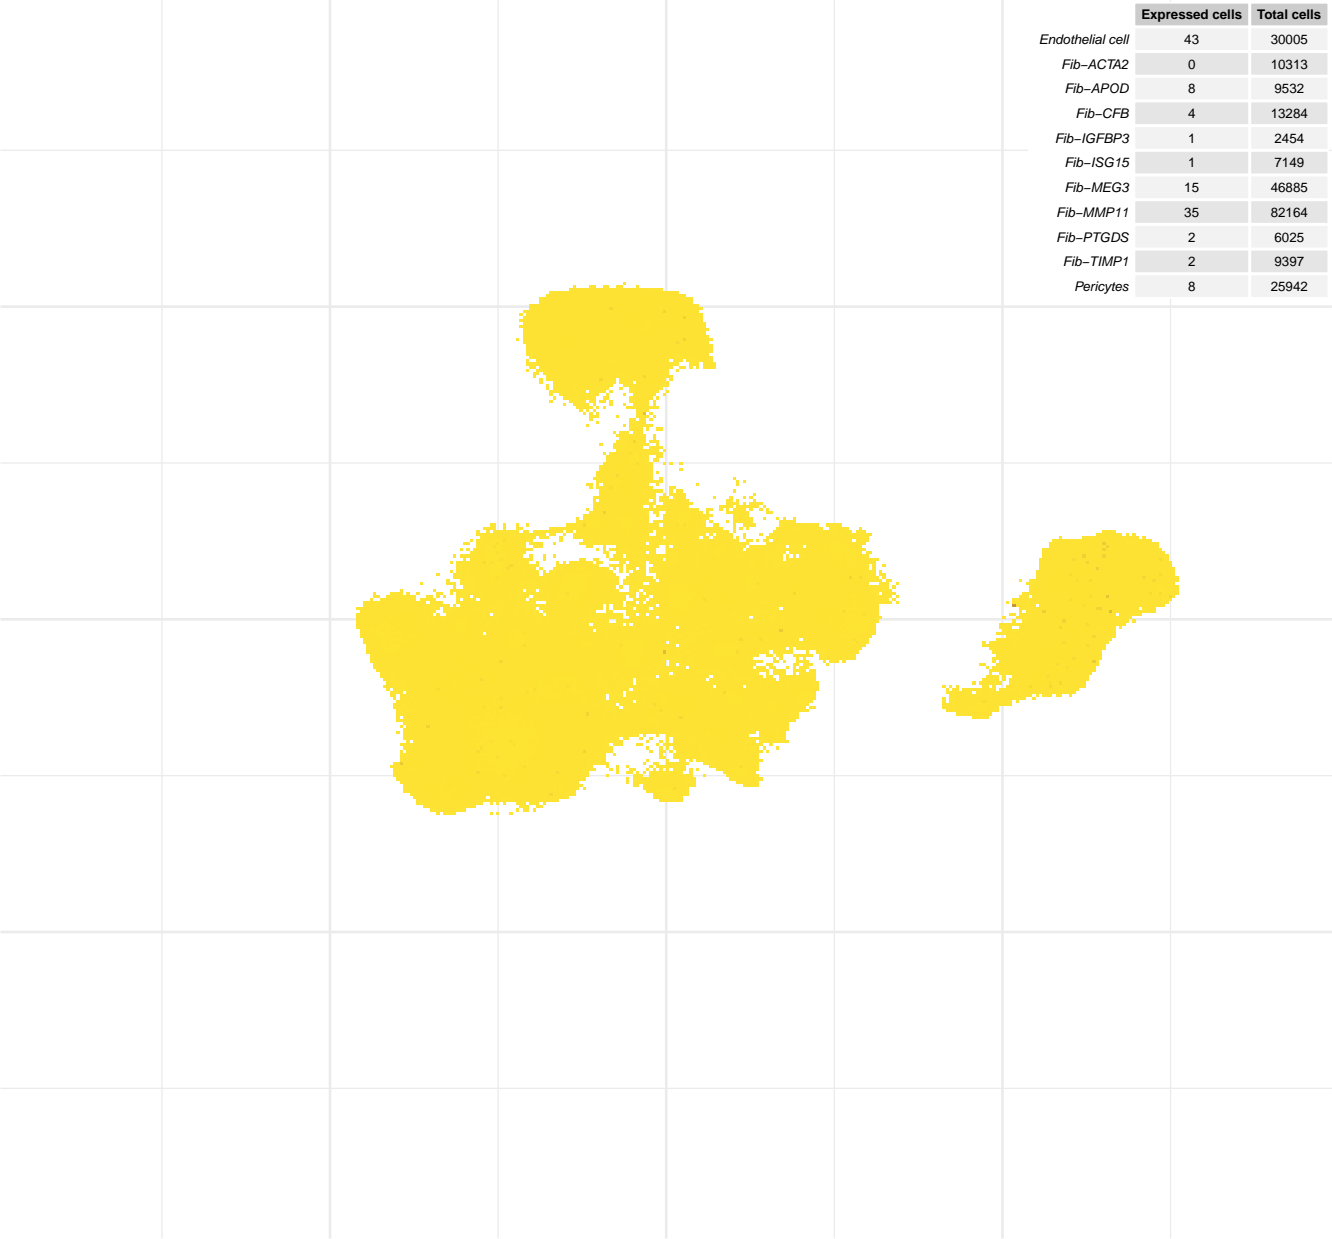 Expressed cells Total cells
Endothelial cell 43 30005
Fib−ACTA2 0 10313
Fib−APOD 8 9532
Fib−CFB 4 13284
Fib−IGFBP3 1 2454
Fib−ISG15 1 7149
Fib−MEG3 15 46885
Fib−MMP11 35 82164
Fib−PTGDS 2 6025
Fib−TIMP1 2 9397
Pericytes 8 25942